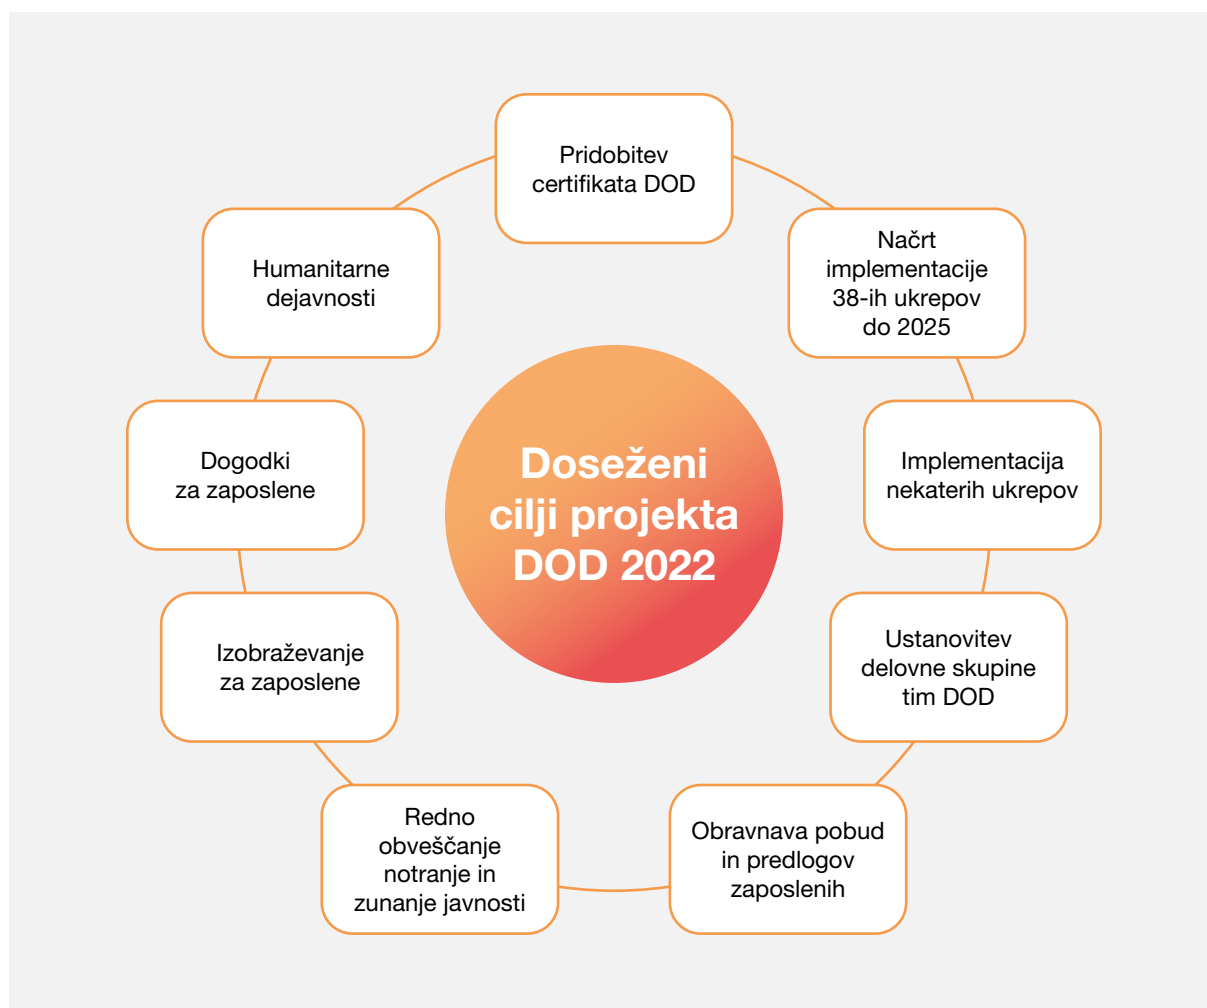 Pridobitev
certifikata DOD
Načrt
implementacije
38-ih ukrepov
do 2025
Implementacija
nekaterih ukrepov
Ustanovitev
delovne skupine
tim DOD
Obravnava pobud
in predlogov
zaposlenih
Redno
obveščanje
notranje in
zunanje javnosti
Izobraževanje
za zaposlene
Dogodki
za zaposlene
Humanitarne
dejavnosti
Doseženi
cilji projekta
DOD 2022